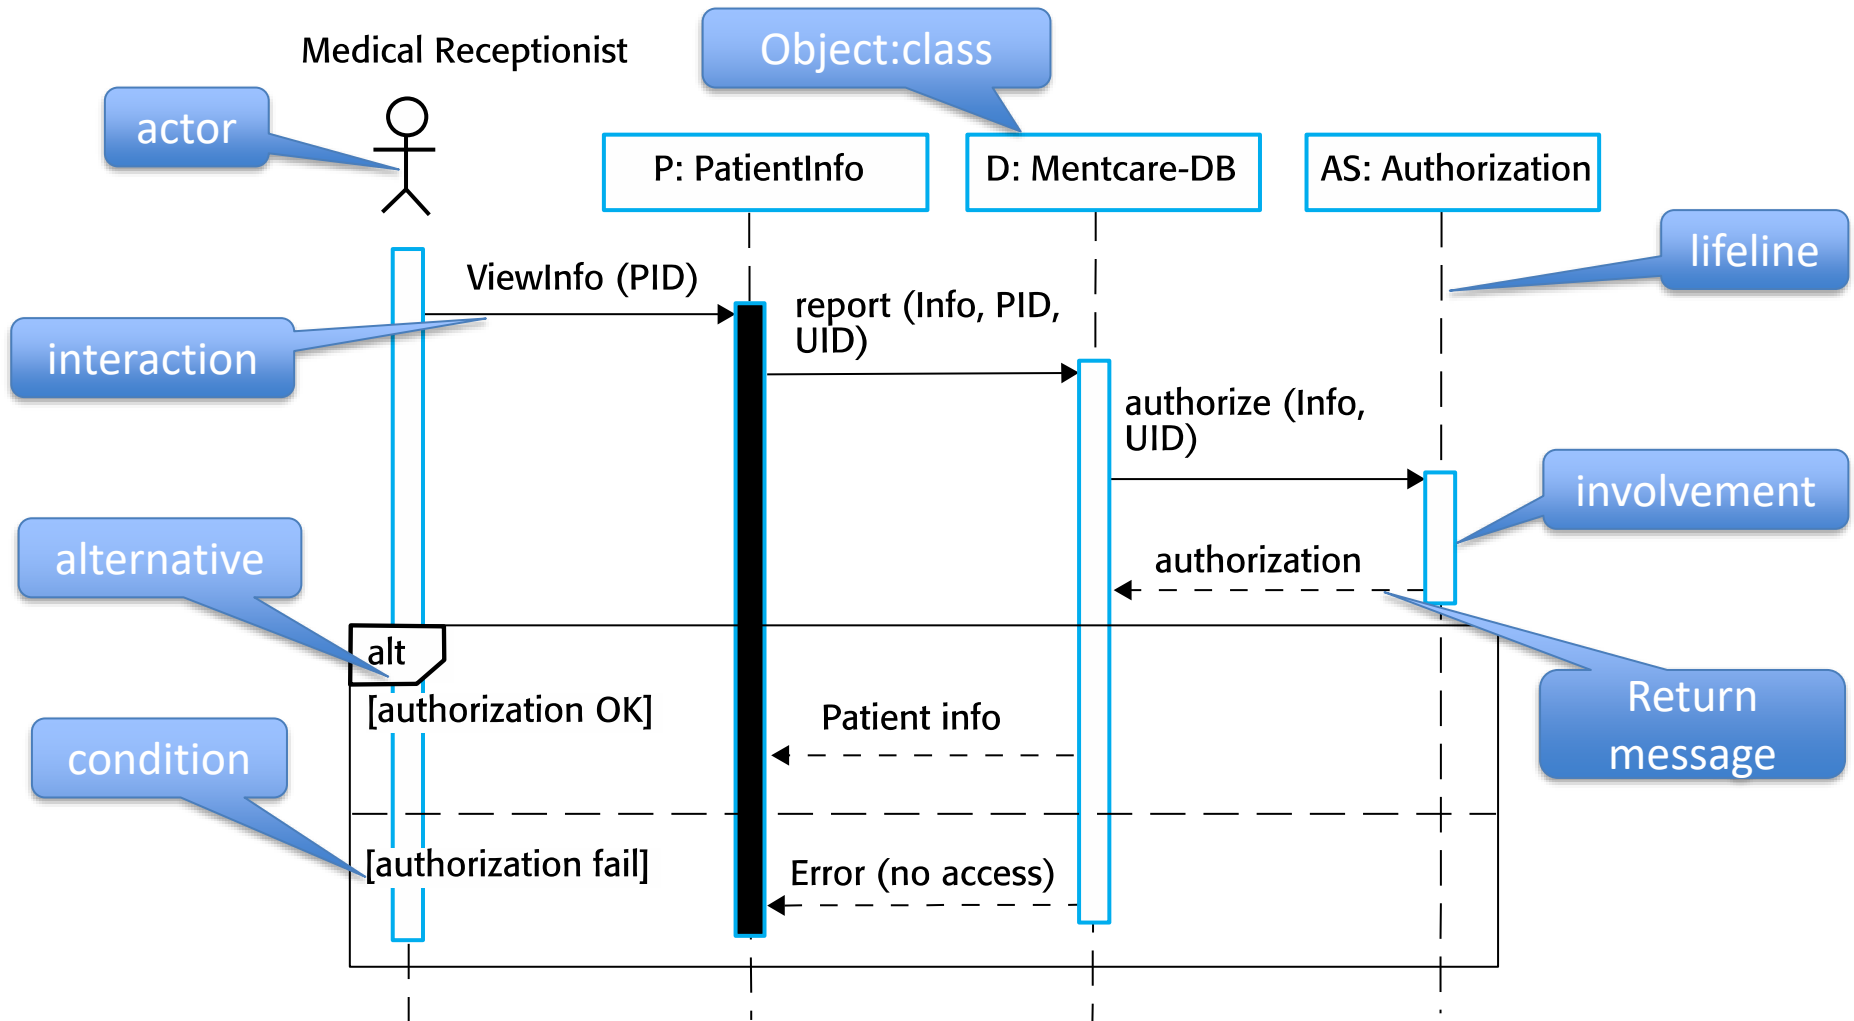 Medical Receptionist
Object:class
actor
P: PatientInfo
D: Mentcare-DB
AS: Authorization
lifeline
ViewInfo (PID)
report (Info, PID,
UID)
interaction
authorize (Info,
UID)
involvement
alternative
authorization
alt
[authorization OK]
Patient info
Return
message
condition
[authorization fail]
Error (no access)